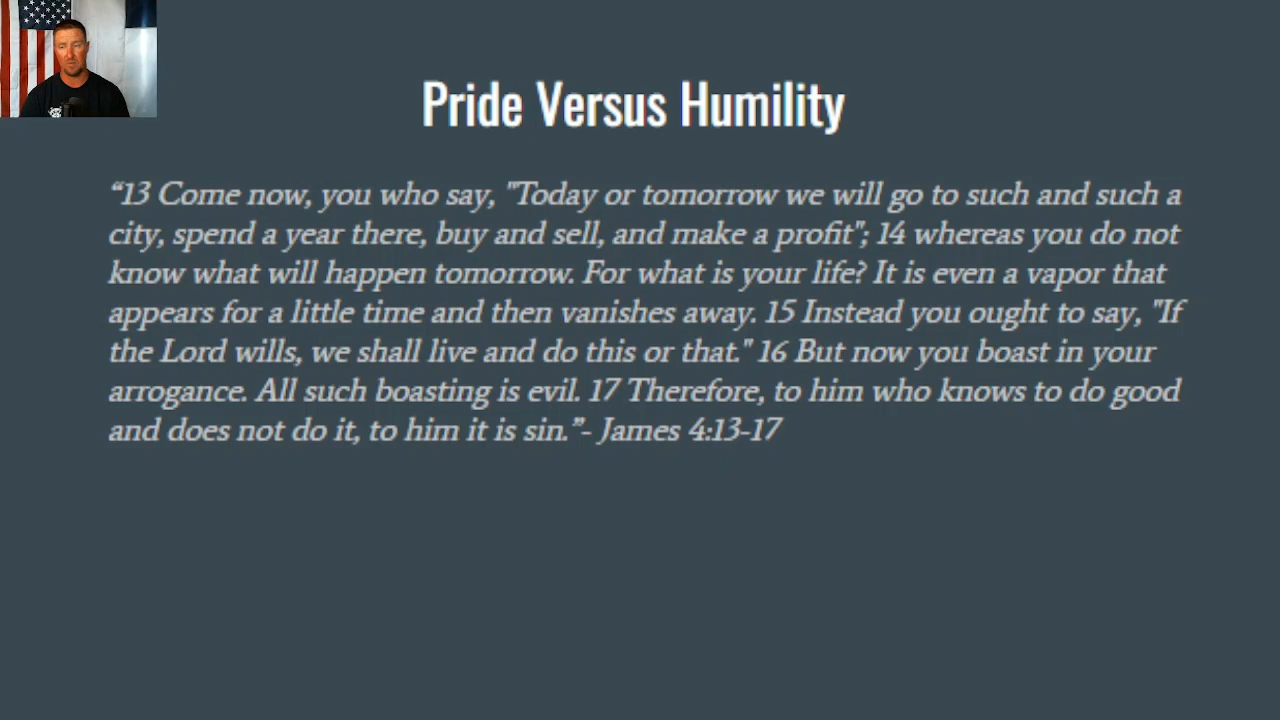 Pride Versus Humility
“13 Come now, you who say, "Today or tomorrow we will go to such and such a
city, spend a year there, buy and sell, and make a profit"; 14 whereas you do not
know what will happen tomorrow. For what is your life? It is even a vapor that
appears for a little time and then vanishes away. 15 Instead you ought to say, "If
the Lord wills, we shall live and do this or that." 16 But now you boast in your
arrogance. All such boasting is evil. 17 Therefore, to him who knows to do good
and does not do it, to him it is sin.”- James 4:13-17